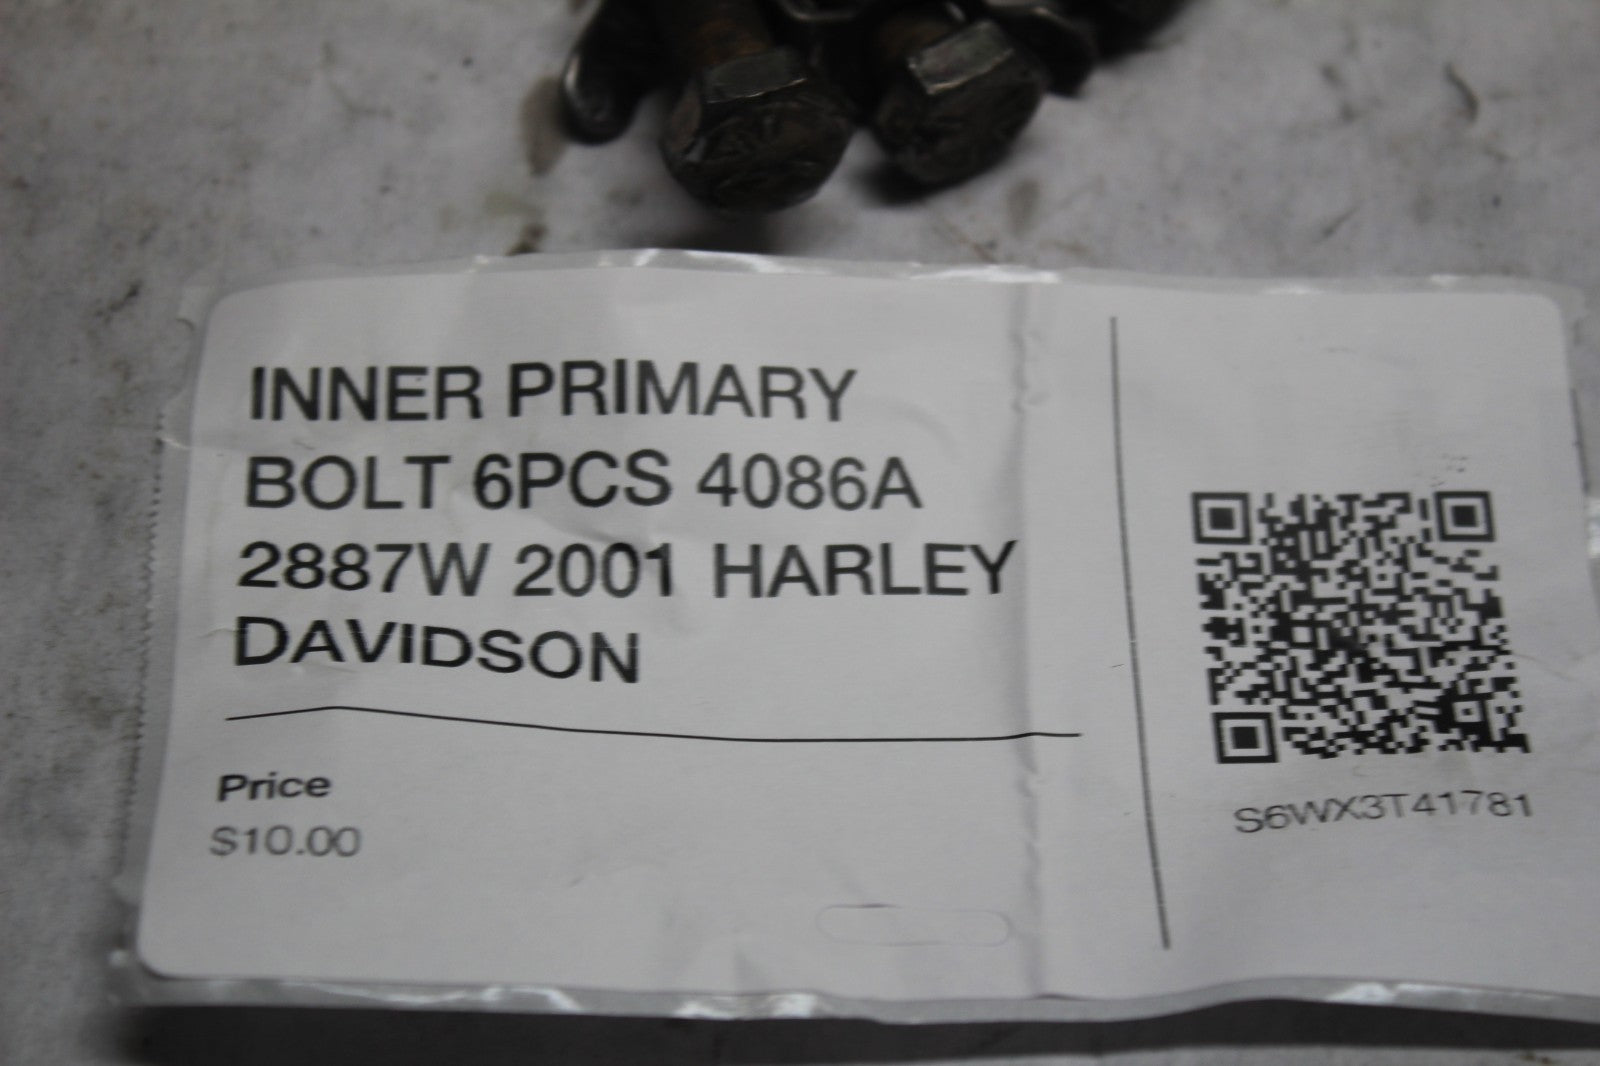 INNER PRIMARY
BOLT 6PCS 4086A
2887W 2001 HARLEY
DAVIDSON
Price
$10.00
S6WX3T41781